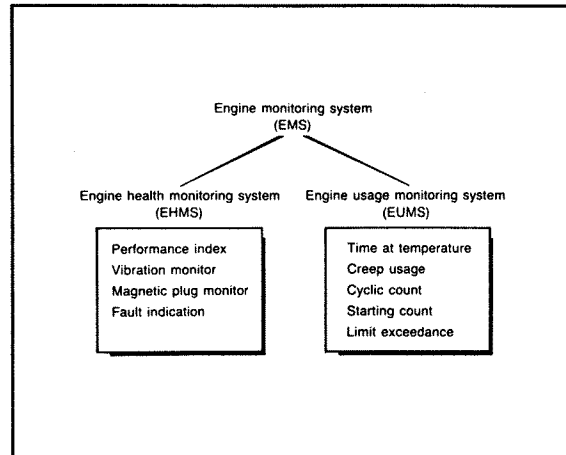 Engine monitoring system
(EMS)
Engine health monitoring system
(EHMS)
Performance index
Vibration monitor
Magnetic plug monitor
Fault indication
Engine usage monitoring system
(EUMS)
Time at temperature
Creep usage
Cyclic count
Starting count
Limit exceedance